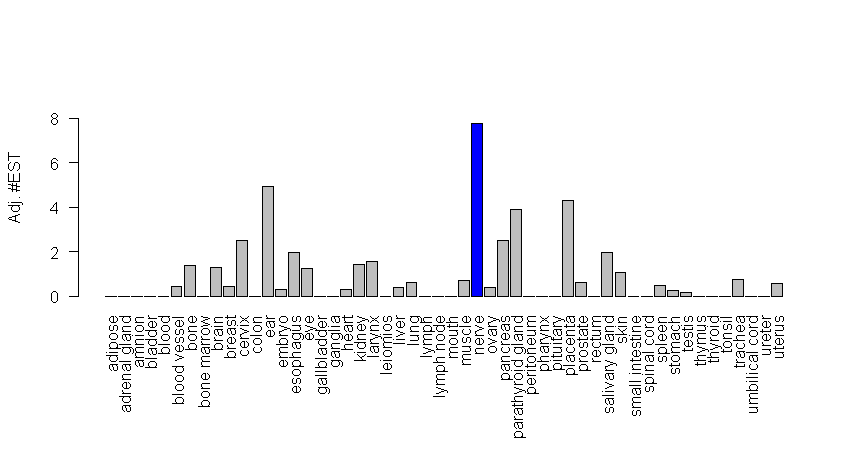 Adj. #EST
8
6
4
2
0
adipose
adrenal gland
amnion
bladder
blood
blood vessel
bone
bone marrow
brain
breast
cervix
colon
ear
embryo
esophagus
eye
gallbladder
ganglia
heart
kidney
larynx
leiomios
liver
lung
lymph
lymph node
mouth
muscle
nerve
ovary
pancreas
parathyroid gland
peritoneum
pharynx
pituitary
placenta
prostate
rectum
salivary gland
skin
small intestine
spinal cord
spleen
stomach
testis
thymus
thyroid
tonsil
trachea
umbilical cord
ureter
uterus